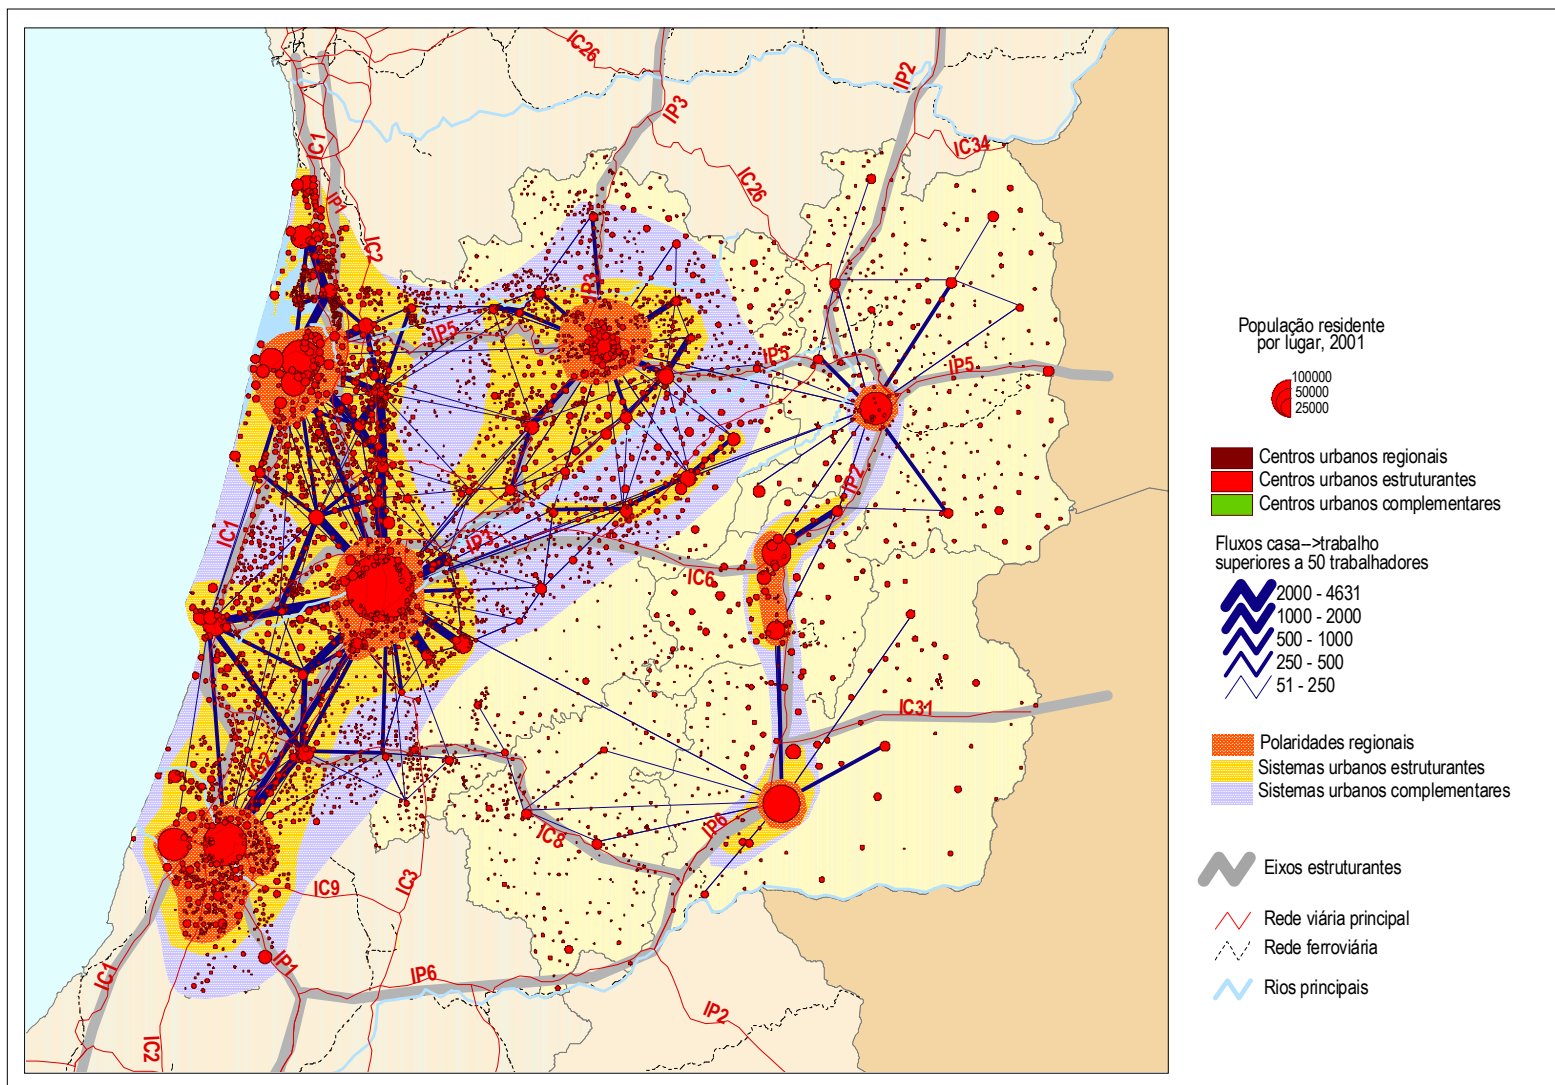 IC26
IP2
IP3
IC1
IC34
IC26
IP1
IC2
IP5
IP5
IP5
IP2
IC1
IP3
IC6
IC31
IP6
IC8
IC9
IC3
IC1
IP1
IP6
IC2
IP2
População residente
por lugar, 2001
100000
50000
25000
Centros urbanos regionais
Centros urbanos estruturantes
Centros urbanos complementares
Fluxos casa-->trabalho
superiores a 50 trabalhadores
2000 - 4631
1000 - 2000
500 - 1000
250 - 500
51 - 250
Polaridades regionais
Sistemas urbanos estruturantes
Sistemas urbanos complementares
Eixos estruturantes
Rede viária principal
Rede ferroviária
Rios principais